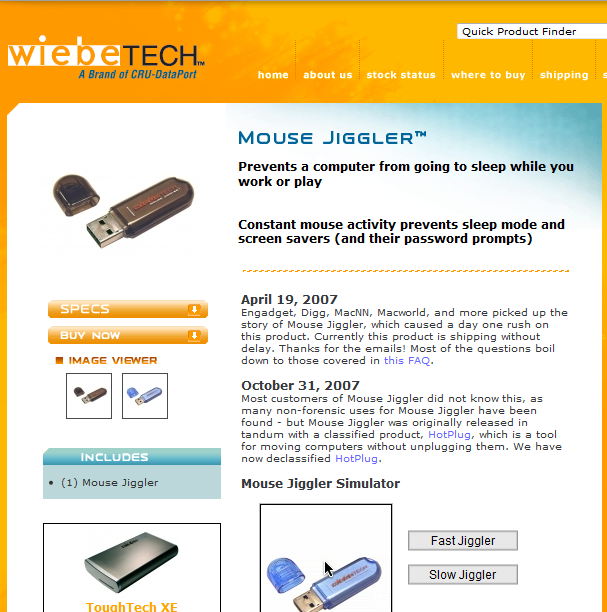 Quick Product Finder
wiebeTECH™
A Brand of CRU-DataPort
home
about us
stock status
where to buy
shipping
s
MOUSE JIGGLER™
Prevents a computer from going to sleep while you
work or play
Constant mouse activity prevents sleep mode and
screen savers (and their password prompts)
SPECS
BUY NOW
IMAGE VIEWER
INCLUDES
• (1) Mouse Jiggler
ToughTech XE
April 19, 2007
Engadget, Digg, MacNN, Macworld, and more picked up the
story of Mouse Jiggler, which caused a day one rush on
this product. Currently this product is shipping without
delay. Thanks for the emails! Most of the questions boil
down to those covered in this FAQ.
October 31, 2007
Most customers of Mouse Jiggler did not know this, as
many non-forensic uses for Mouse Jiggler have been
found - but Mouse Jiggler was originally released in
tandum with a classified product, HotPlug, which is a tool
for moving computers without unplugging them. We have
now declassified HotPlug.
Mouse Jiggler Simulator
Fast Jiggler
Slow Jiggler